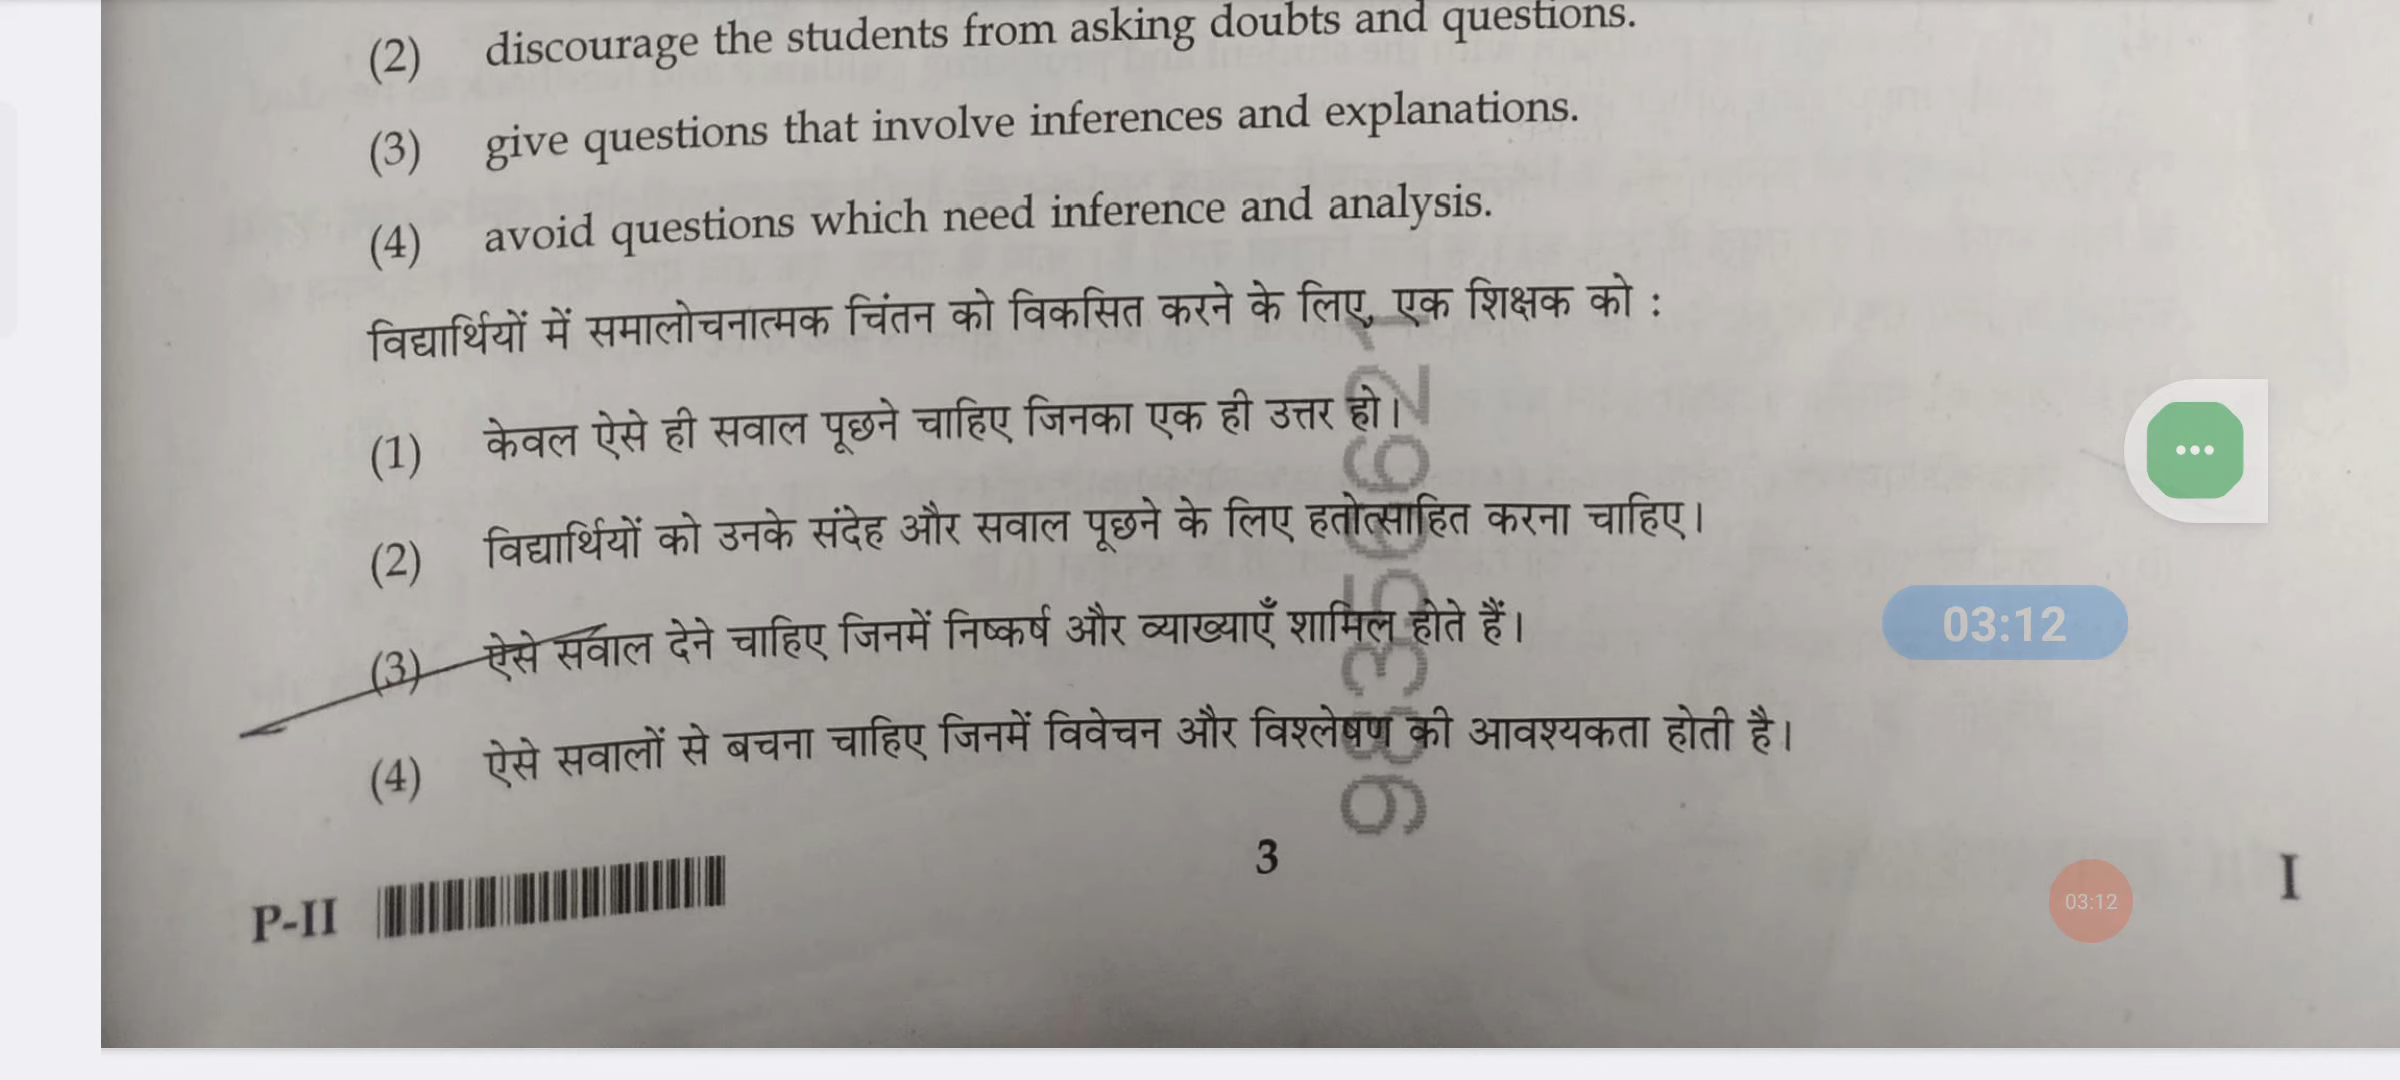 (2) discourage the students from asking doubts and questions.
(3) give questions that involve inferences and explanations.
(4) avoid questions which need inference and analysis.
विद्यार्थियों में समालोचनात्मक चिंतन को विकसित करने के लिए, एक शिक्षक को :
(1) केवल ऐसे ही सवाल पूछने चाहिए जिनका एक ही उत्तर हो।
(2) विद्यार्थियों को उनके संदेह और सवाल पूछने के लिए हतोत्साहित करना चाहिए।
(3) ऐसे सवाल देने चाहिए जिनमें निष्कर्ष और व्याख्याएँ शामिल होते हैं।
03:12
(4) ऐसे सवालों से बचना चाहिए जिनमें विवेचन और विश्लेषण की आवश्यकता होती है।
P-II
3
03:12
I